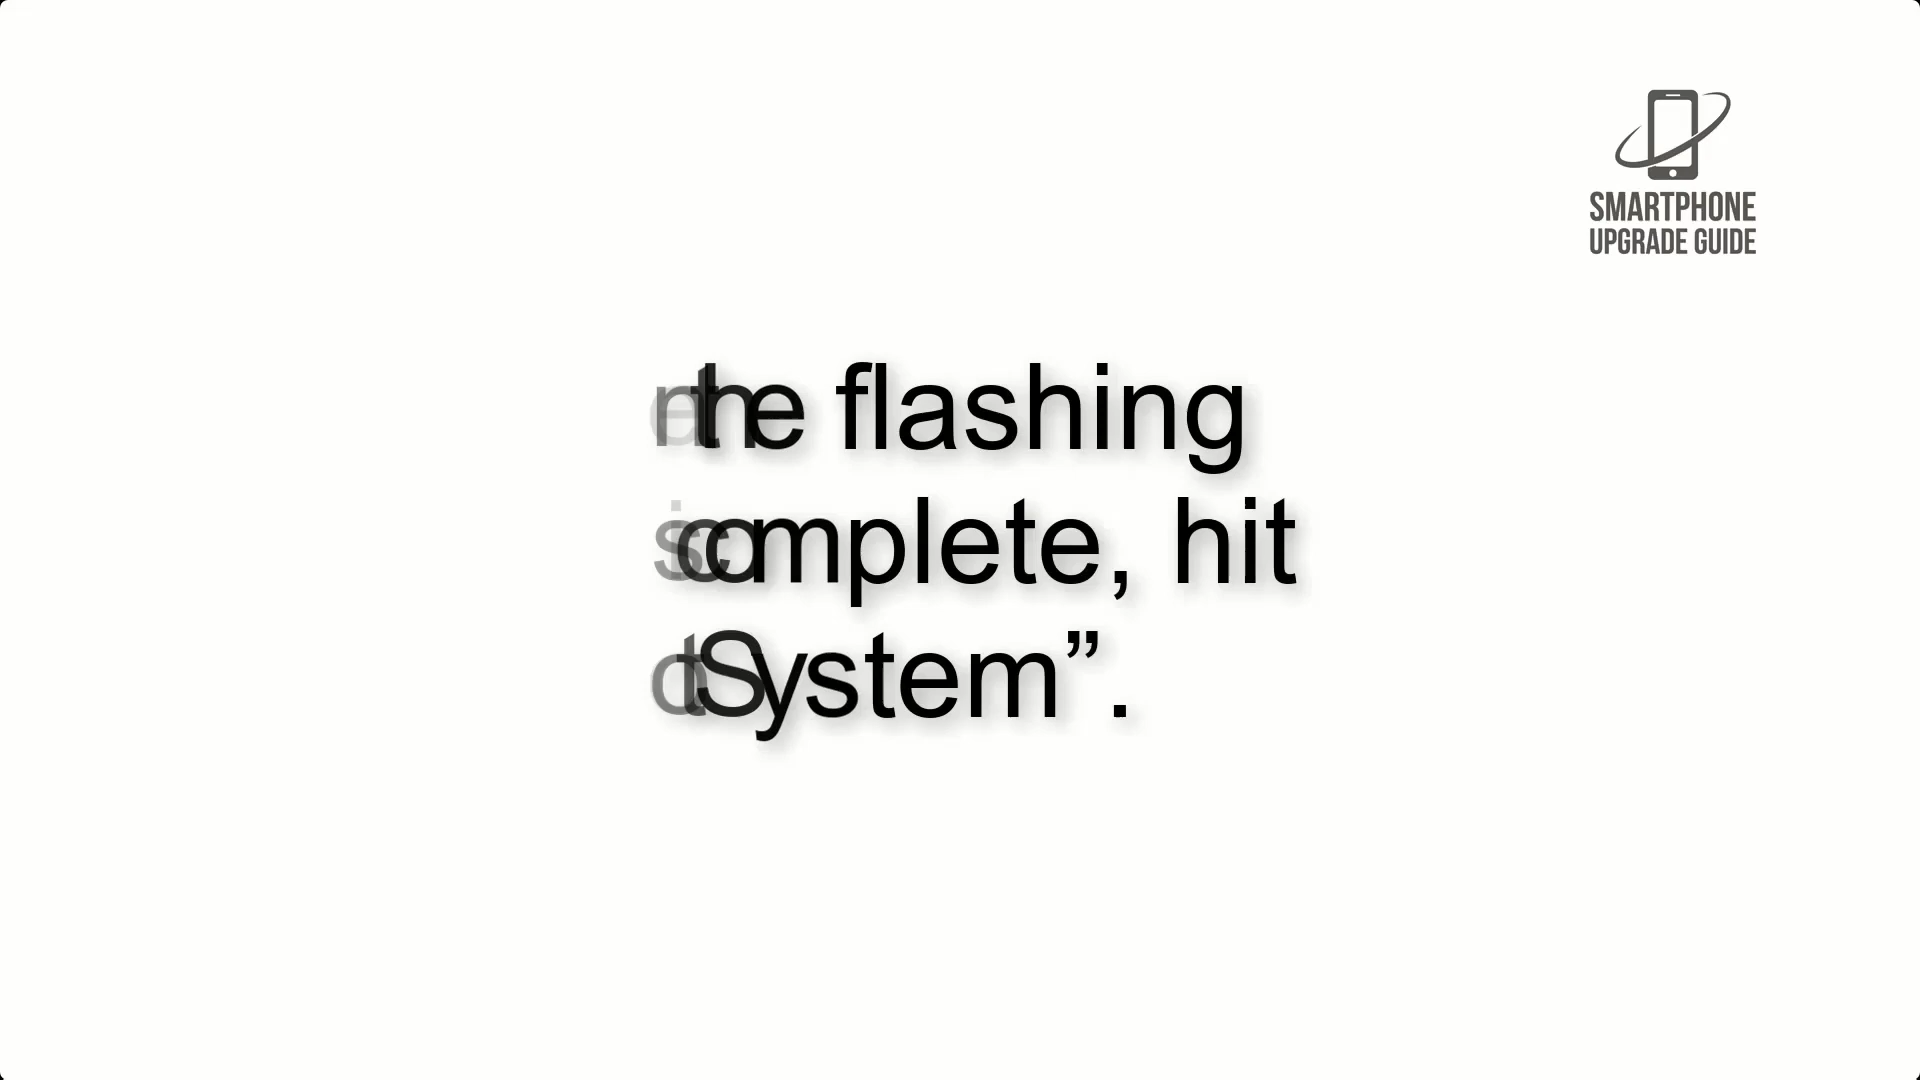 SMARTPHONE
UPGRADE GUIDE
the flashing
complete, hit
System”.